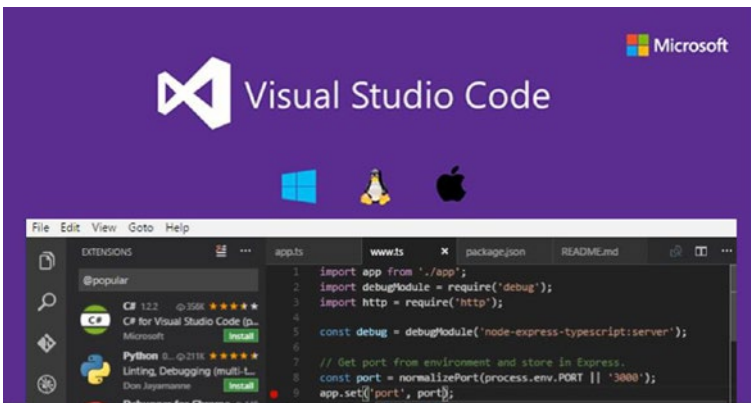 Microsoft
Visual Studio Code
File Edit View Goto Help
EXTENSIONS
@popular
C# 1.2.2 358K
C# for Visual Studio Code (p...
Microsoft Install
Python 0... 211K
Linting, Debugging (multi-t...
Don Jayamanne Install
app.ts www.ts × package.json README.md
1 import app from './app';
2 import debugModule = require('debug');
3 import http = require('http');
4
5 const debug = debugModule('node-express-typescript:server');
6
7 // Get port from environment and store in Express.
8 const port = normalizePort(process.env.PORT || '3000');
9 app.set('port', port);